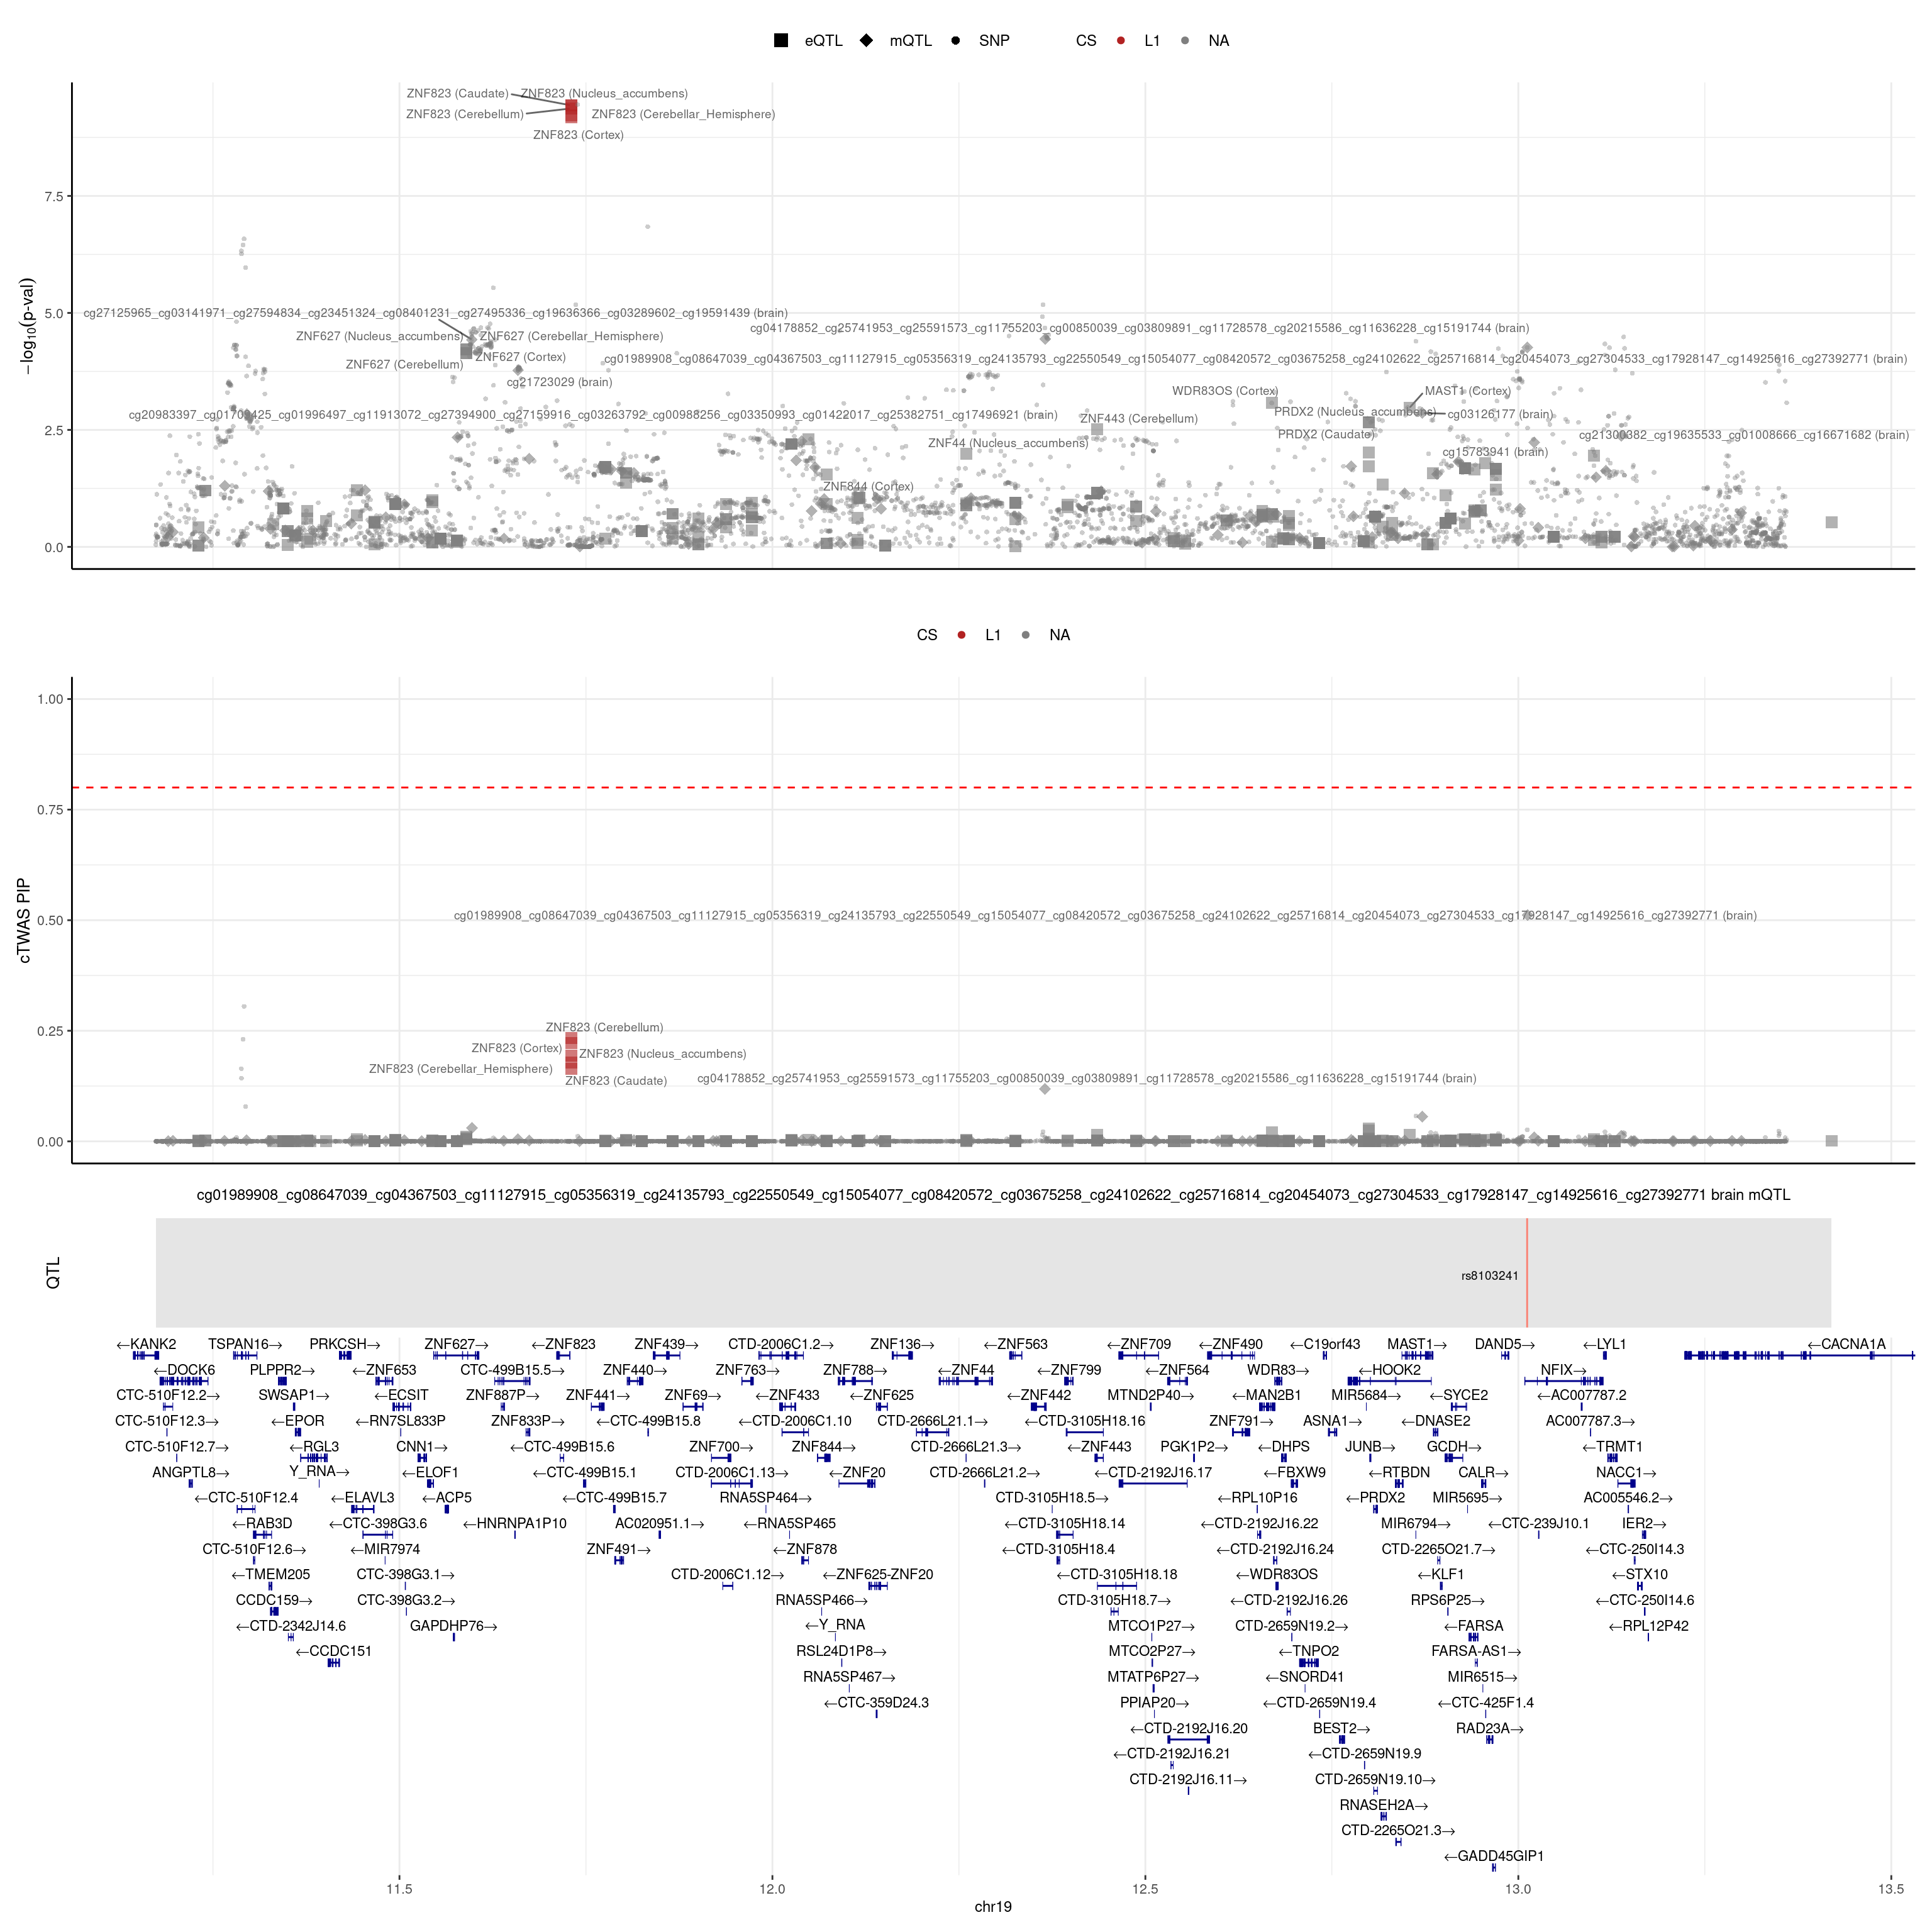 eQTL mQTL SNP CS L1 NA
ZNF823 (Caudate) ZNF823 (Nucleus_accumbens)
ZNF823 (Cerebellum) ZNF823 (Cerebellar_Hemisphere)
ZNF823 (Cortex)
7.5
cg27125965_cg03141971_cg27594834_cg23451324_cg08401231_cg27495336_cg19636366_cg03289602_cg19591439 (brain)
5.0
cg04178852_cg25741953_cg25591573_cg11755203_cg00850039_cg03809891_cg11728578_cg20215586_cg11636228_cg15191744 (brain)
ZNF627 (Nucleus_accumbens) ZNF627 (Cerebellar_Hemisphere)
ZNF627 (Cortex)
cg01989908_cg08647039_cg04367503_cg11127915_cg05356319_cg24135793_cg22550549_cg15054077_cg08420572_cg03675258_cg24102622_cg25716814_cg20454073_cg27304533_cg17928147_cg14925616_cg27392771 (brain)
ZNF627 (Cerebellum)
cg21723029 (brain)
WDR83OS (Cortex) MAST1 (Cortex)
PRDX2 (Nucleus_accumbens) cg03126177 (brain)
cg20983397_cg01702425_cg01996497_cg11913072_cg27394900_cg27159916_cg03263792_cg00988256_cg03350993_cg01422017_cg25382751_cg17496921 (brain)
ZNF443 (Cerebellum)
2.5
PRDX2 (Caudate) cg21300382_cg19635533_cg01008666_cg16671682 (brain)
ZNF44 (Nucleus_accumbens)
cg15783941 (brain)
ZNF844 (Cortex)
0.0
−log10(p-val)
CS L1 NA
1.00
0.75
0.50
cg01989908_cg08647039_cg04367503_cg11127915_cg05356319_cg24135793_cg22550549_cg15054077_cg08420572_cg03675258_cg24102622_cg25716814_cg20454073_cg27304533_cg17928147_cg14925616_cg27392771 (brain)
0.25
ZNF823 (Cerebellum)
ZNF823 (Cortex)
ZNF823 (Nucleus_accumbens)
ZNF823 (Cerebellar_Hemisphere)
ZNF823 (Caudate)
cg04178852_cg25741953_cg25591573_cg11755203_cg00850039_cg03809891_cg11728578_cg20215586_cg11636228_cg15191744 (brain)
0.00
cTWAS PIP
cg01989908_cg08647039_cg04367503_cg11127915_cg05356319_cg24135793_cg22550549_cg15054077_cg08420572_cg03675258_cg24102622_cg25716814_cg20454073_cg27304533_cg17928147_cg14925616_cg27392771 brain mQTL
QTL
rs8103241
←KANK2 TSPAN16→ PRKCSH→ ZNF627→ ←ZNF823 ZNF439→ CTD-2006C1.2→ ZNF136→ ←ZNF563 ←ZNF709 ←ZNF490 ←C19orf43 MAST1→ DAND5→ ←LYL1 ←CACNA1A
←DOCK6 PLPPR2→ ←ZNF653 CTC-499B15.5→ ZNF440→ ZNF763→ ZNF788→ ←ZNF44 ←ZNF799 ←ZNF564 WDR83→ ←HOOK2 NFIX→
CTC-510F12.2→ SWSAP1→ ←ECSIT ZNF887P→ ZNF441→ ZNF69→ ←ZNF433 ←ZNF625 ←ZNF442 MTND2P40→ ←MAN2B1 MIR5684→ ←SYCE2 ←AC007787.2
CTC-510F12.3→ ←EPOR ←RN7SL833P ZNF833P→ ←CTC-499B15.8 ←CTD-2006C1.10 CTD-2666L21.1→ ←CTD-3105H18.16 ZNF791→ ASNA1→ ←DNASE2 AC007787.3→
CTC-510F12.7→ ←RGL3 CNN1→ ←CTC-499B15.6 ZNF700→ ZNF844→ CTD-2666L21.3→ ←ZNF443 PGK1P2→ ←DHPS JUNB→ GCDH→ ←TRMT1
ANGPTL8→ Y_RNA→ ←ELOF1 ←CTC-499B15.1 CTD-2006C1.13→ ←ZNF20 CTD-2666L21.2→ ←CTD-2192J16.17 ←FBXW9 ←RTBDN CALR→ NACC1→
←CTC-510F12.4 ←ELAVL3 ←ACP5 ←CTC-499B15.7 RNA5SP464→ CTD-3105H18.5→ ←RPL10P16 ←PRDX2 MIR5695→ AC005546.2→
←RAB3D ←CTC-398G3.6 ←HNRNPA1P10 AC020951.1→ ←RNA5SP465 ←CTD-3105H18.14 ←CTD-2192J16.22 MIR6794→ ←CTC-239J10.1 IER2→
CTC-510F12.6→ ←MIR7974 ZNF491→ ←ZNF878 ←CTD-3105H18.4 ←CTD-2192J16.24 CTD-2265O21.7→ ←CTC-250I14.3
←TMEM205 CTC-398G3.1→ CTD-2006C1.12→ ←ZNF625-ZNF20 ←CTD-3105H18.18 ←WDR83OS ←KLF1 ←STX10
CCDC159→ CTC-398G3.2→ RNA5SP466→ CTD-3105H18.7→ ←CTD-2192J16.26 RPS6P25→ ←CTC-250I14.6
←CTD-2342J14.6 GAPDHP76→ ←Y_RNA MTCO1P27→ CTD-2659N19.2→ ←FARSA ←RPL12P42
←CCDC151 RSL24D1P8→ MTCO2P27→ ←TNPO2 FARSA-AS1→
RNA5SP467→ MTATP6P27→ ←SNORD41 MIR6515→
←CTC-359D24.3 PPIAP20→ ←CTD-2659N19.4 ←CTC-425F1.4
←CTD-2192J16.20 BEST2→ RAD23A→
←CTD-2192J16.21 ←CTD-2659N19.9
CTD-2192J16.11→ CTD-2659N19.10→
RNASEH2A→
CTD-2265O21.3→
←GADD45GIP1
11.5 12.0 12.5 13.0 13.5
chr19